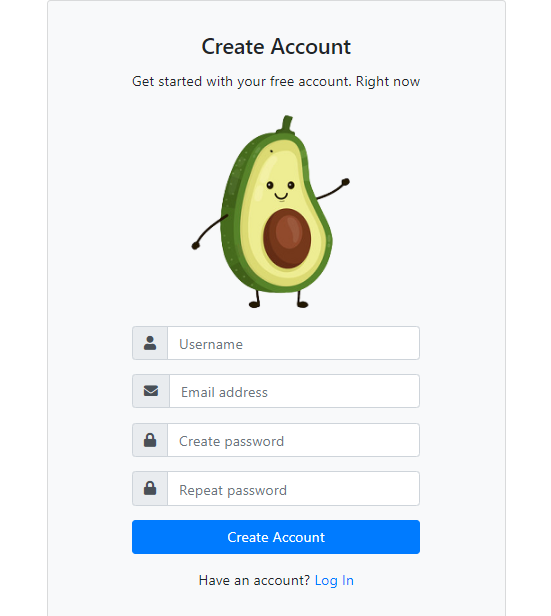 Create Account
Get started with your free account. Right now
Username
Email address
Create password
Repeat password
Create Account
Have an account? Log In